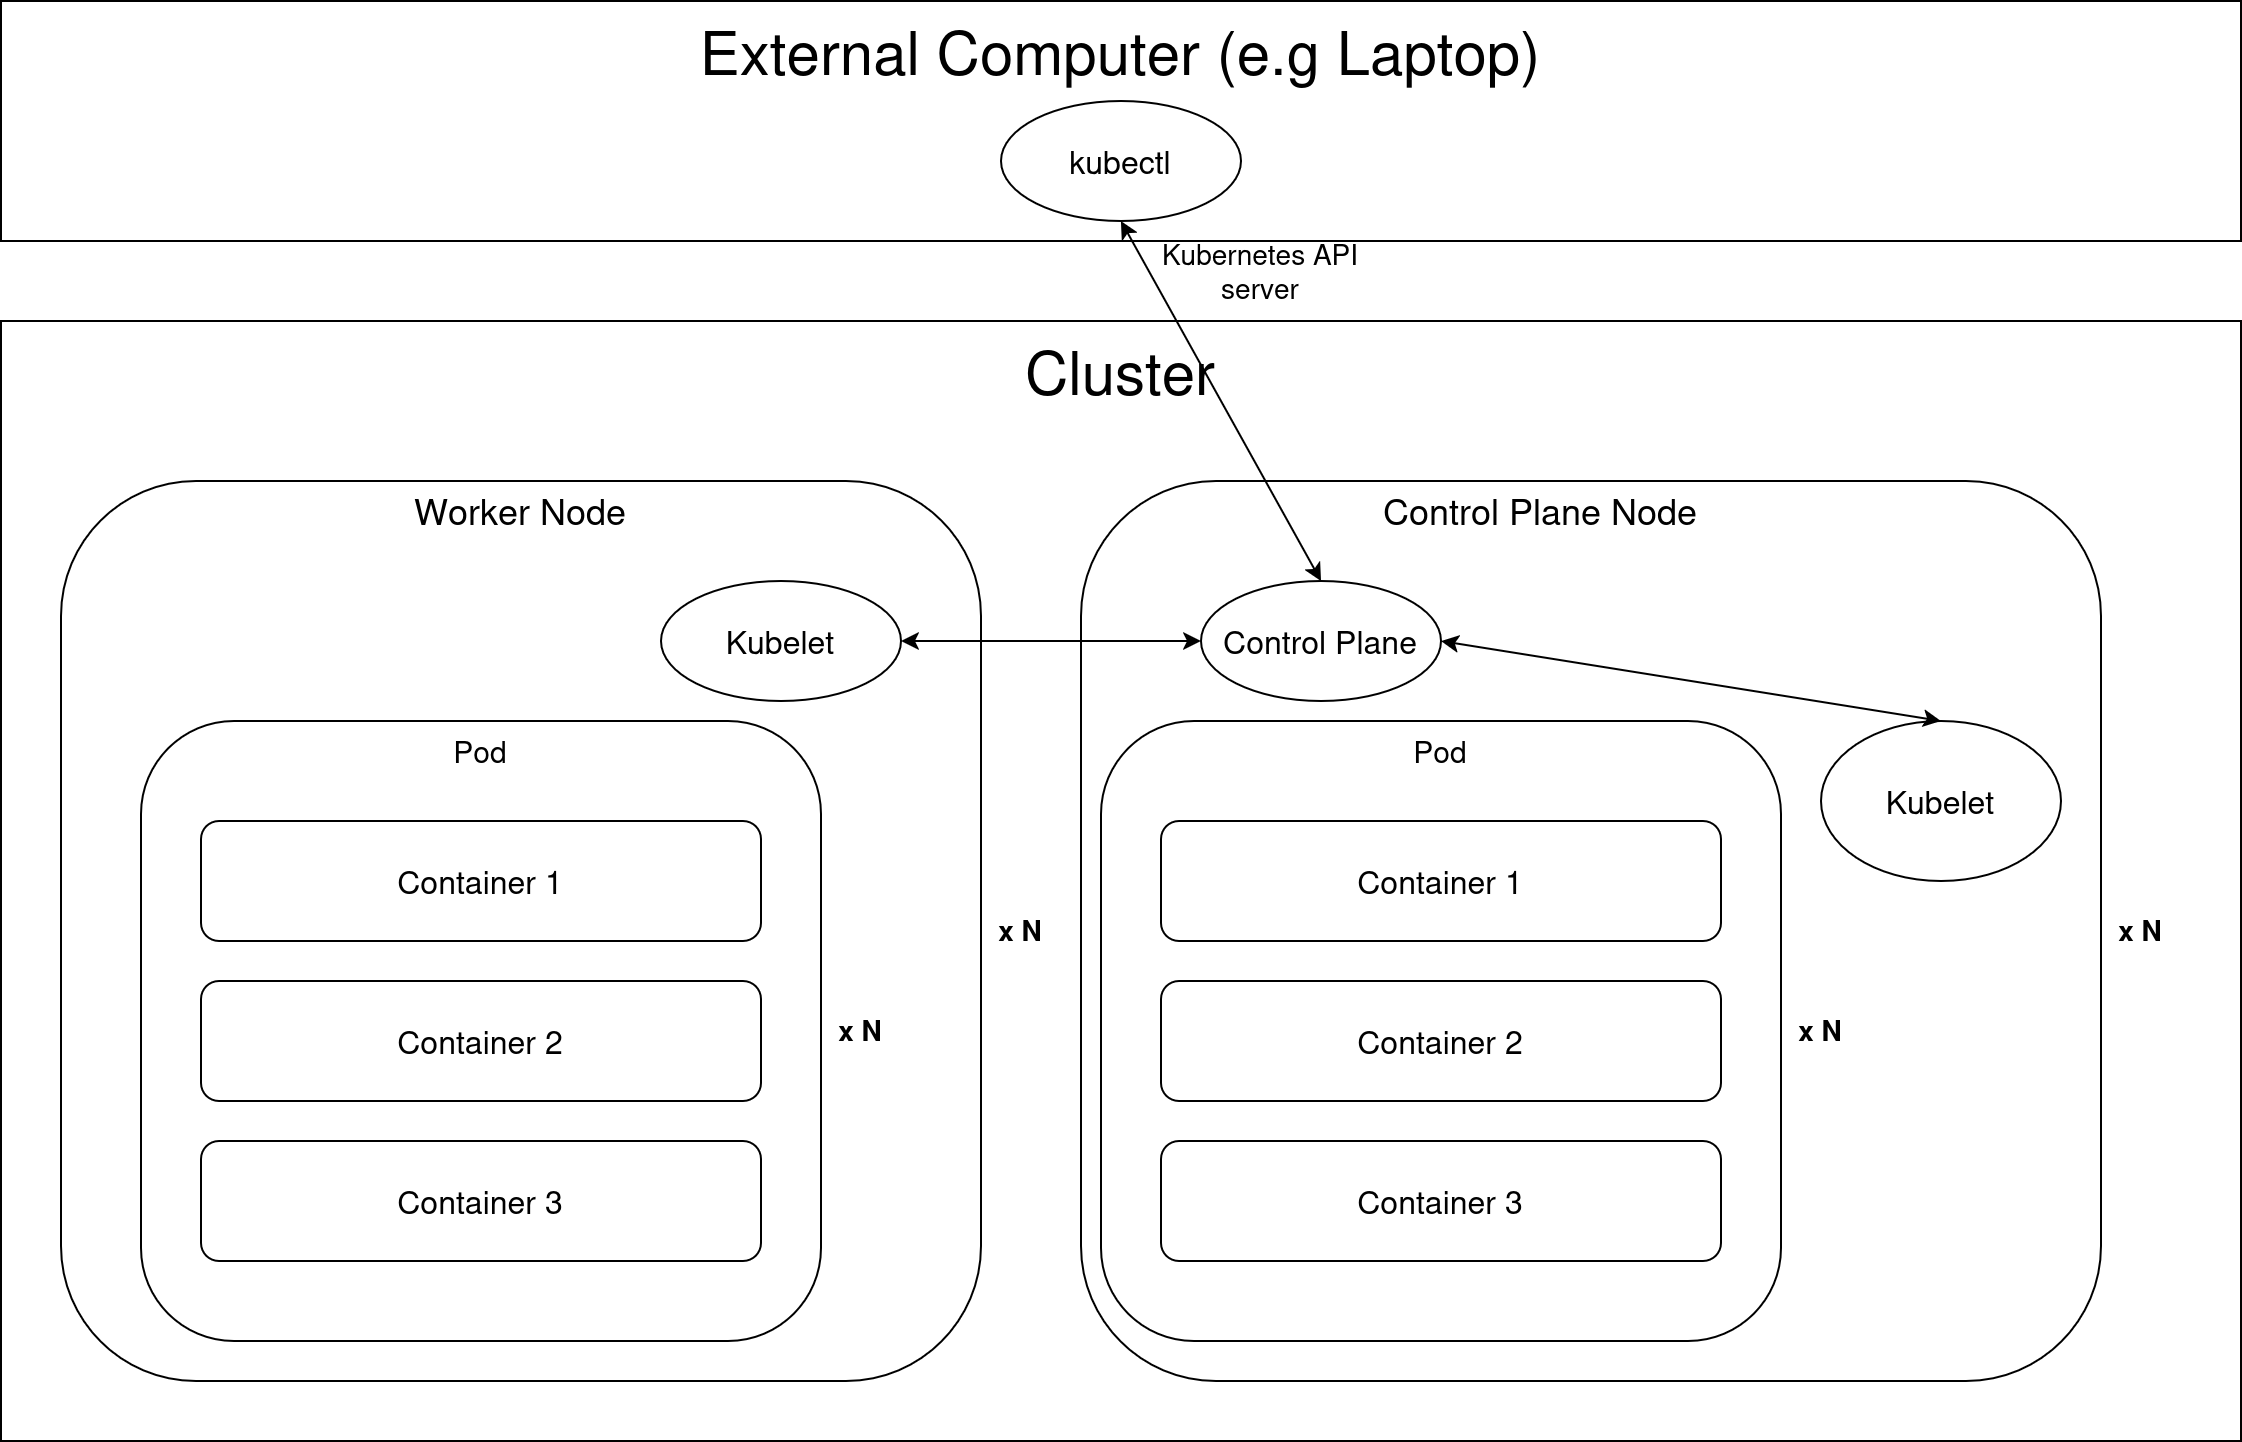 External Computer (e.g Laptop)
kubectl
Kubernetes API
server
Cluster
Worker Node
Kubelet
Pod
Container 1
Container 2
Container 3
x N
x N
Control Plane Node
Control Plane
Kubelet
Pod
Container 1
Container 2
Container 3
x N
x N